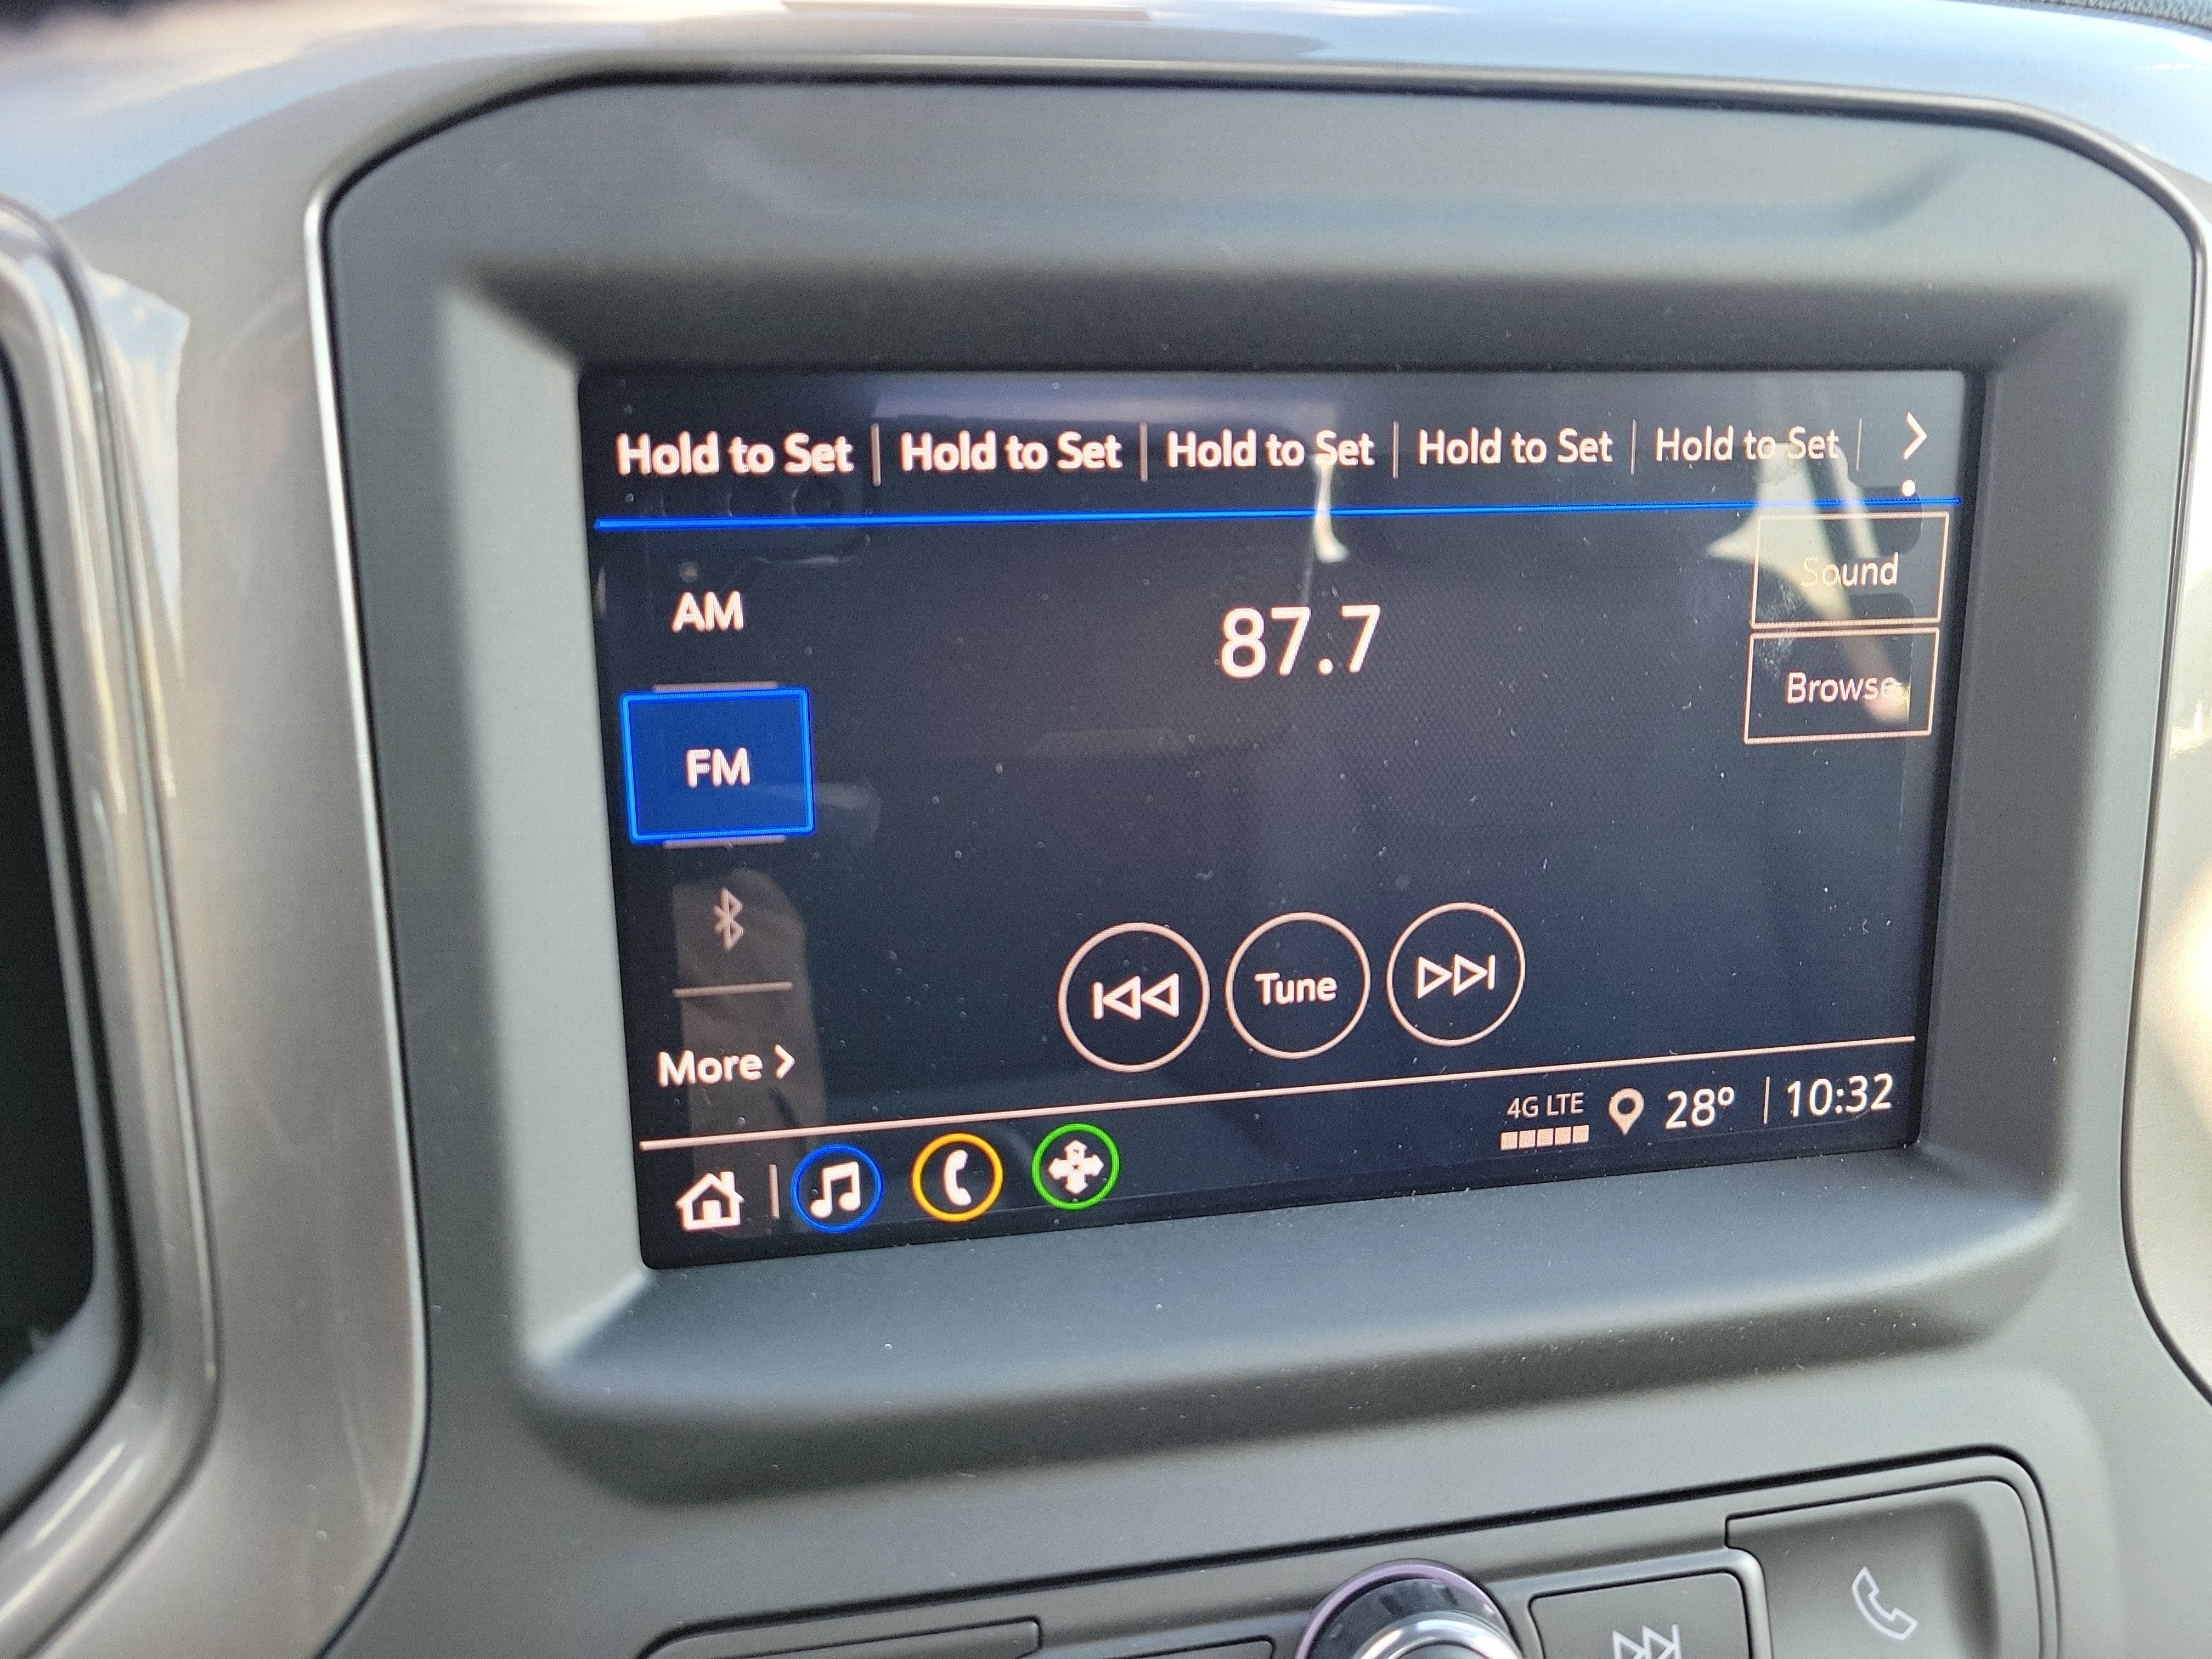 Hold to Set | Hold to Set | Hold to Set | Hold to Set | Hold to Set |
AM
87.7
Sound
FM
Browse
Tune
More
4G LTE
28° | 10:32